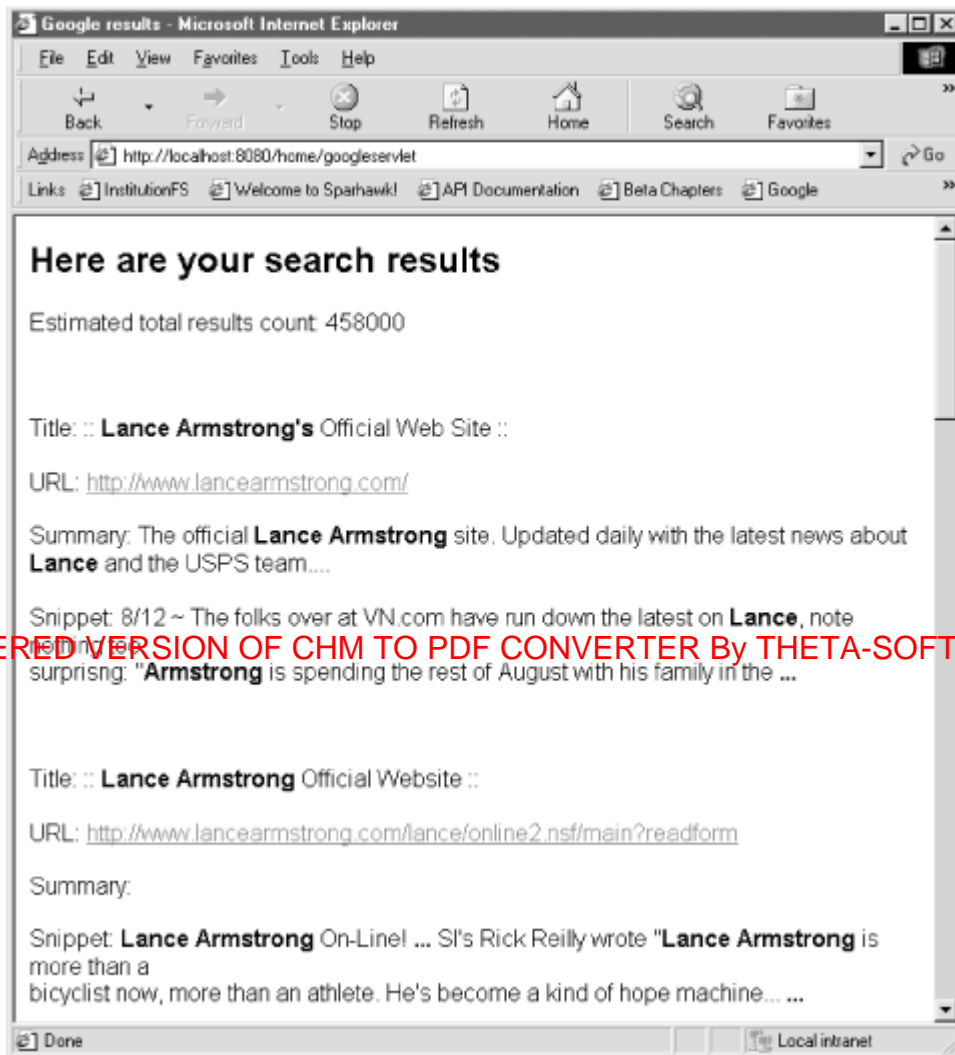 Google results - Microsoft Internet Explorer
File Edit View Favorites Tools Help
Back Forward Stop Refresh Home Search Favorites »
Address http://localhost:8080/home/googleservlet Go
Links InstitutionFS Welcome to Sparhawk! API Documentation Beta Chapters Google »
Here are your search results
Estimated total results count: 458000
Title: :: Lance Armstrong's Official Web Site ::
URL: http://www.lancearmstrong.com/
Summary: The official Lance Armstrong site. Updated daily with the latest news about
Lance and the USPS team....
Snippet: 8/12 ~ The folks over at VN.com have run down the latest on Lance, note
nothing too
ERED VERSION OF CHM TO PDF CONVERTER By THETA-SOFT
surprisng: "Armstrong is spending the rest of August with his family in the ...
Title: :: Lance Armstrong Official Website ::
URL: http://www.lancearmstrong.com/lance/online2.nsf/main?readform
Summary:
Snippet: Lance Armstrong On-Line! ... SI's Rick Reilly wrote "Lance Armstrong is
more than a
bicyclist now, more than an athlete. He's become a kind of hope machine... ...
Done Local intranet